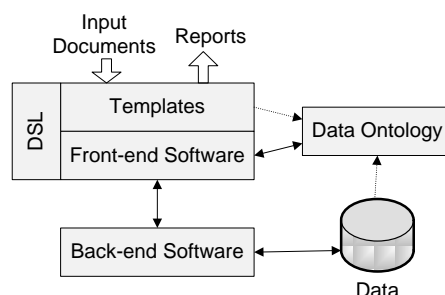 Input
Documents
Reports
DSL
Templates
Front-end Software
Data Ontology
Back-end Software
Data